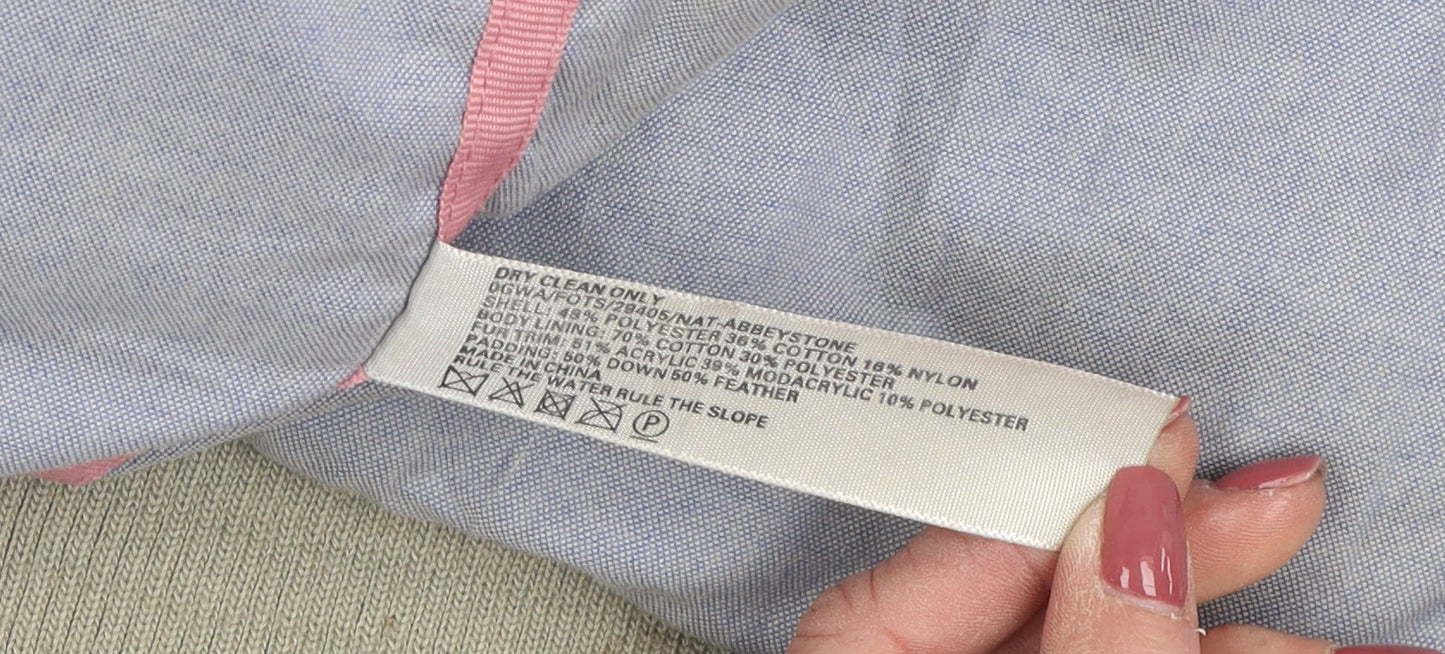 DRY CLEAN ONLY
0GWA/FOTS/29405/NAT-ABBEYSTONE
SHELL: 48% POLYESTER 36% COTTON 16% NYLON
BODY LINING: 70% COTTON 30% POLYESTER
FUR TRIM: 51% ACRYLIC 39% MODACRYLIC 10% POLYESTER
PADDING: 50% DOWN 50% FEATHER
MADE IN CHINA
RULE THE WATER RULE THE SLOPE
P